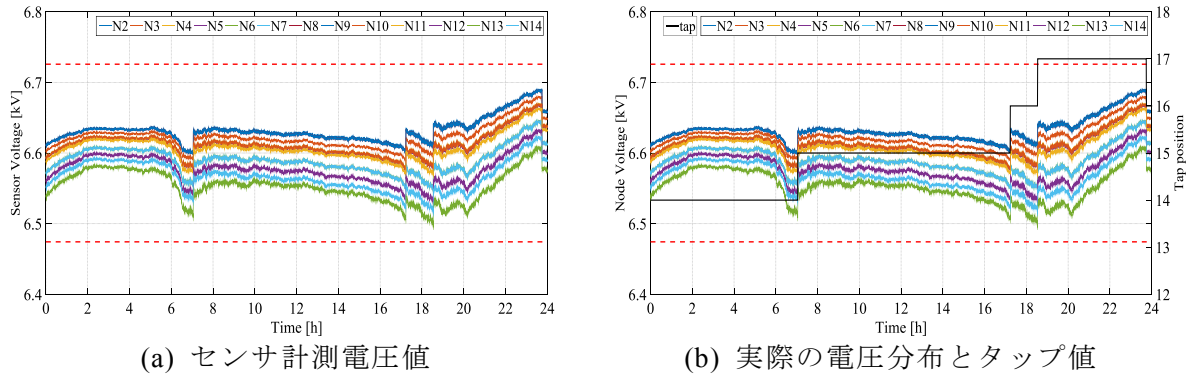 N2 N3 N4 N5 N6 N7 N8 N9 N10 N11 N12 N13 N14
6.8
6.7
6.6
6.5
6.4
Sensor Voltage [kV]
0 2 4 6 8 10 12 14 16 18 20 22 24
Time [h]
(a) センサ計測電圧値
tap N2 N3 N4 N5 N6 N7 N8 N9 N10 N11 N12 N13 N14
6.8
6.7
6.6
6.5
6.4
Node Voltage [kV]
18
17
16
15
14
13
12
Tap position
0 2 4 6 8 10 12 14 16 18 20 22 24
Time [h]
(b) 実際の電圧分布とタップ値